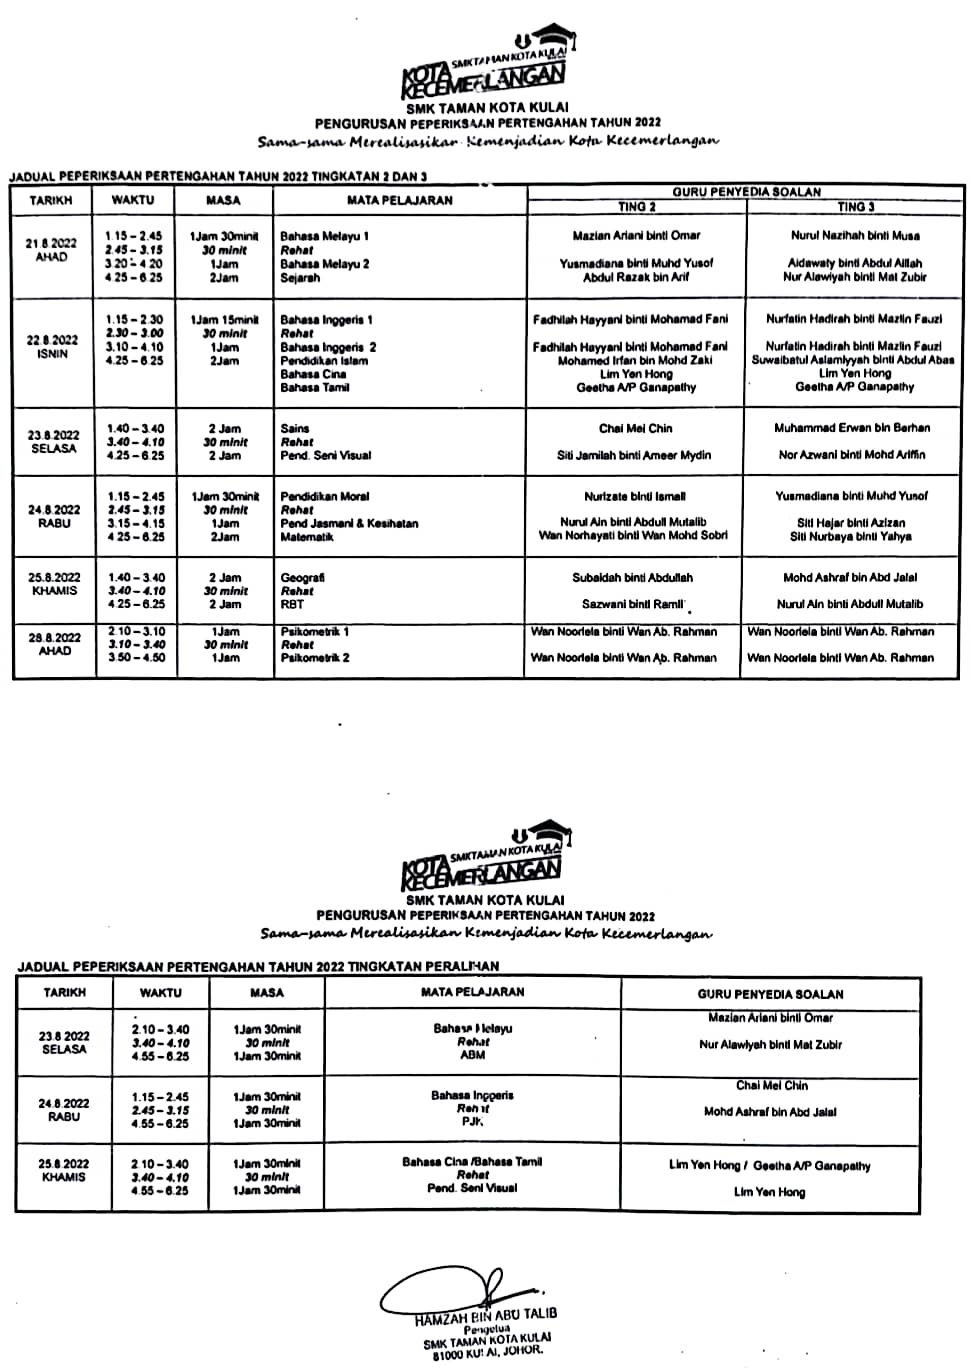 SMK TAMAN KOTA KULAI
KOTA
KECEMERLANGAN
SMK TAMAN KOTA KULAI
PENGURUSAN PEPERIKSAAN PERTENGAHAN TAHUN 2022
Sama-sama Merealisasikan Kemenjadian Kota Kecemerlangan
JADUAL PEPERIKSAAN PERTENGAHAN TAHUN 2022 TINGKATAN 2 DAN 3
TARIKH WAKTU MASA MATA PELAJARAN GURU PENYEDIA SOALAN
TING 2 TING 3
21.8.2022 AHAD
1.15 – 2.45 1Jam 30minit Bahasa Melayu 1 Mazian Ariani binti Omar Nurul Nazihah binti Musa
2.45 – 3.15 30 minit Rehat
3.20 – 4.20 1Jam Bahasa Melayu 2 Yusmadiana binti Muhd Yusof Aidawaty binti Abdul Aillah
4.25 – 6.25 2Jam Sejarah Abdul Razak bin Arif Nur Alawiyah binti Mat Zubir
22.8.2022 ISNIN
1.15 – 2.30 1Jam 15minit Bahasa Inggeris 1 Fadhilah Hayyani binti Mohamad Fani Nurfatin Hadirah binti Mazlin Fauzi
2.30 – 3.00 30 minit Rehat
3.10 – 4.10 1Jam Bahasa Inggeris 2 Fadhilah Hayyani binti Mohamad Fani Nurfatin Hadirah binti Mazlin Fauzi
4.25 – 6.25 2Jam Pendidikan Islam Mohamed Irfan bin Mohd Zaki Suwaibatul Aslamiyyah binti Abdul Abas
Bahasa Cina Lim Yen Hong Lim Yen Hong
Bahasa Tamil Geetha A/P Ganapathy Geetha A/P Ganapathy
23.8.2022 SELASA
1.40 – 3.40 2 Jam Sains Chai Mei Chin Muhammad Erwan bin Berhan
3.40 – 4.10 30 minit Rehat
4.25 – 6.25 2 Jam Pend. Seni Visual Siti Jamilah binti Ameer Mydin Nor Azwani binti Mohd Ariffin
24.8.2022 RABU
1.15 – 2.45 1Jam 30minit Pendidikan Moral Nurizate binti Ismail Yusmadiana binti Muhd Yusof
2.45 – 3.15 30 minit Rehat
3.15 – 4.15 1Jam Pend Jasmani & Kesihatan Nurul Ain binti Abdull Mutalib Siti Hajar binti Azizan
4.25 – 6.25 2Jam Matematik Wan Norhayati binti Wan Mohd Sobri Siti Nurbaya binti Yahya
25.8.2022 KHAMIS
1.40 – 3.40 2 Jam Geografi Subaidah binti Abdullah Mohd Ashraf bin Abd Jalal
3.40 – 4.10 30 minit Rehat
4.25 – 6.25 2 Jam RBT Sazwani binti Ramli Nurul Ain binti Abdull Mutalib
28.8.2022 AHAD
2.10 – 3.10 1Jam Psikometrik 1 Wan Noorlela binti Wan Ab. Rahman Wan Noorlela binti Wan Ab. Rahman
3.10 – 3.40 30 minit Rehat
3.50 – 4.50 1Jam Psikometrik 2 Wan Noorlela binti Wan Ab. Rahman Wan Noorlela binti Wan Ab. Rahman
SMK TAMAN KOTA KULAI
KOTA
KECEMERLANGAN
SMK TAMAN KOTA KULAI
PENGURUSAN PEPERIKSAAN PERTENGAHAN TAHUN 2022
Sama-sama Merealisasikan Kemenjadian Kota Kecemerlangan
JADUAL PEPERIKSAAN PERTENGAHAN TAHUN 2022 TINGKATAN PERALIHAN
TARIKH WAKTU MASA MATA PELAJARAN GURU PENYEDIA SOALAN
23.8.2022 SELASA
2.10 – 3.40 1Jam 30minit Bahasa Melayu Mazian Ariani binti Omar
3.40 – 4.10 30 minit Rehat
4.55 – 6.25 1Jam 30minit ABM Nur Alawiyah binti Mat Zubir
24.8.2022 RABU
1.15 – 2.45 1Jam 30minit Bahasa Inggeris Chai Mei Chin
2.45 – 3.15 30 minit Rehat
4.55 – 6.25 1Jam 30minit PJK Mohd Ashraf bin Abd Jalal
25.8.2022 KHAMIS
2.10 – 3.40 1Jam 30minit Bahasa Cina /Bahasa Tamil Lim Yen Hong / Geetha A/P Ganapathy
3.40 – 4.10 30 minit Rehat
4.55 – 6.25 1Jam 30minit Pend. Seni Visual Lim Yen Hong
HAMZAH BIN ABU TALIB
Pengetua
SMK TAMAN KOTA KULAI
81000 KULAI, JOHOR.